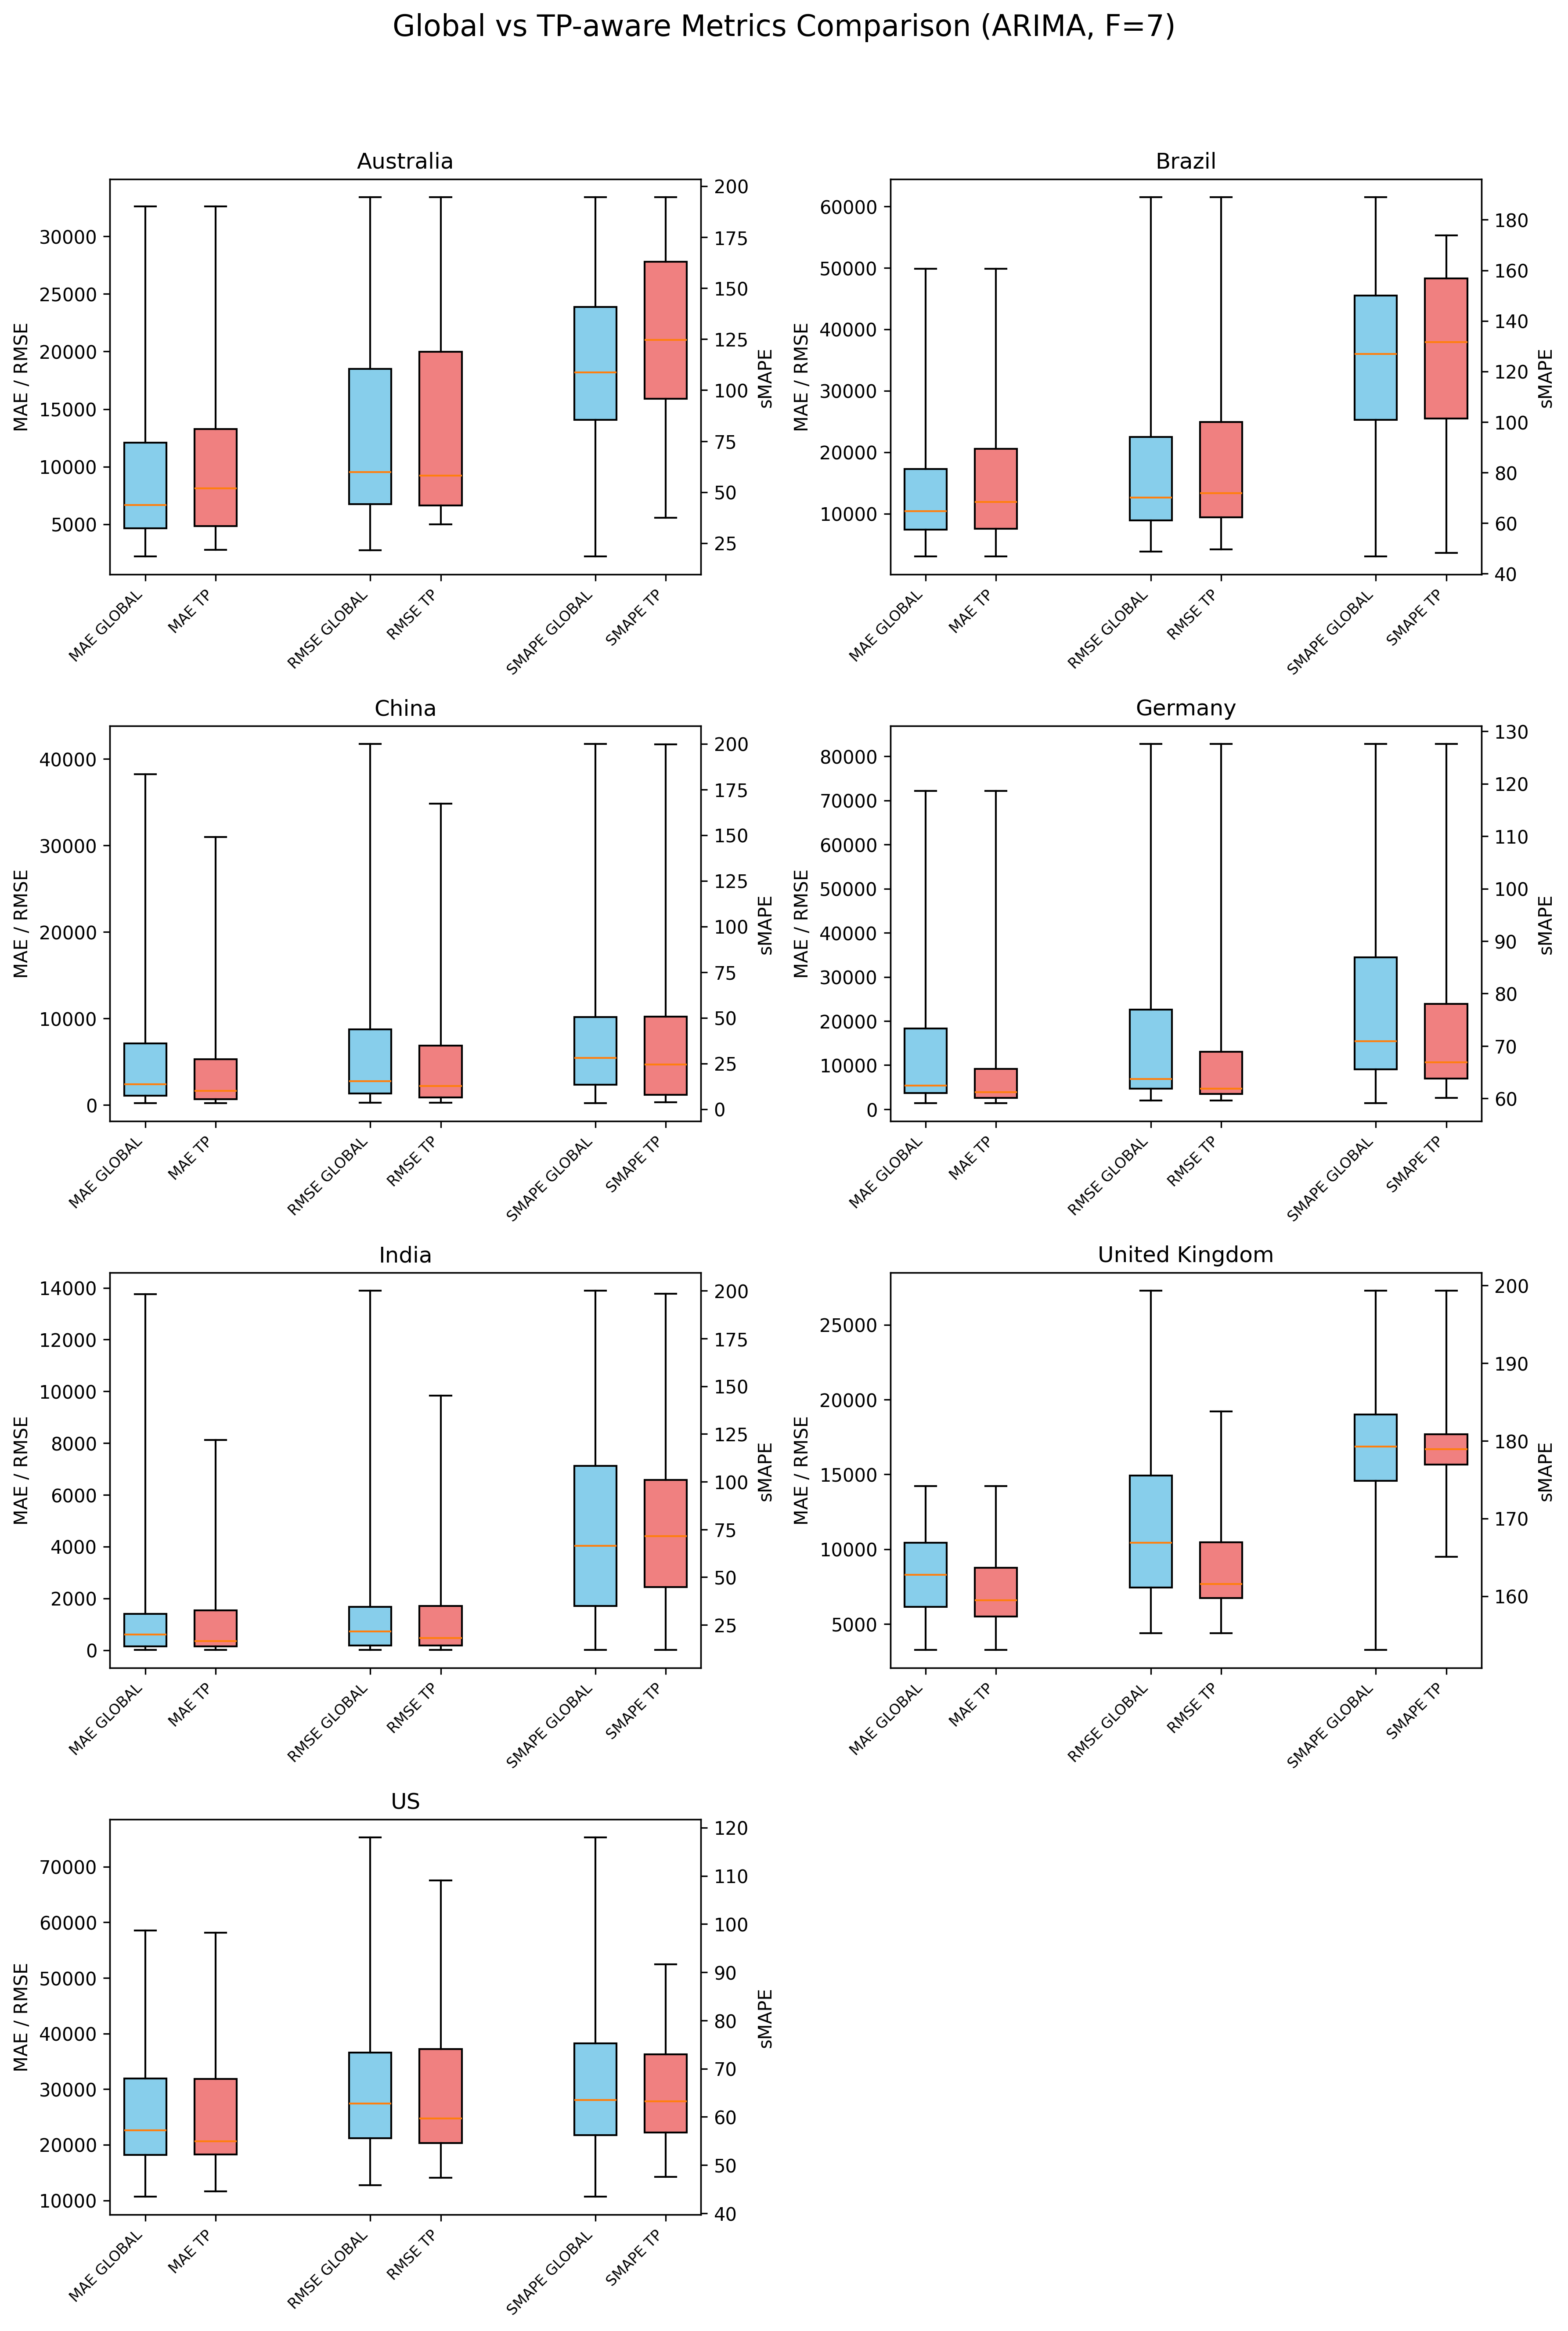 Global vs TP-aware Metrics Comparison (ARIMA, F=7)
Australia
MAE / RMSE
30000
25000
20000
15000
10000
5000
200
175
150
125
100
75
50
25
sMAPE
MAE GLOBAL
MAE TP
RMSE GLOBAL
RMSE TP
SMAPE GLOBAL
SMAPE TP
Brazil
MAE / RMSE
60000
50000
40000
30000
20000
10000
180
160
140
120
100
80
60
40
sMAPE
MAE GLOBAL
MAE TP
RMSE GLOBAL
RMSE TP
SMAPE GLOBAL
SMAPE TP
China
MAE / RMSE
40000
30000
20000
10000
0
200
175
150
125
100
75
50
25
0
sMAPE
MAE GLOBAL
MAE TP
RMSE GLOBAL
RMSE TP
SMAPE GLOBAL
SMAPE TP
Germany
MAE / RMSE
80000
70000
60000
50000
40000
30000
20000
10000
0
130
120
110
100
90
80
70
60
sMAPE
MAE GLOBAL
MAE TP
RMSE GLOBAL
RMSE TP
SMAPE GLOBAL
SMAPE TP
India
MAE / RMSE
14000
12000
10000
8000
6000
4000
2000
0
200
175
150
125
100
75
50
25
sMAPE
MAE GLOBAL
MAE TP
RMSE GLOBAL
RMSE TP
SMAPE GLOBAL
SMAPE TP
United Kingdom
MAE / RMSE
25000
20000
15000
10000
5000
200
190
180
170
160
sMAPE
MAE GLOBAL
MAE TP
RMSE GLOBAL
RMSE TP
SMAPE GLOBAL
SMAPE TP
US
MAE / RMSE
70000
60000
50000
40000
30000
20000
10000
120
110
100
90
80
70
60
50
40
sMAPE
MAE GLOBAL
MAE TP
RMSE GLOBAL
RMSE TP
SMAPE GLOBAL
SMAPE TP